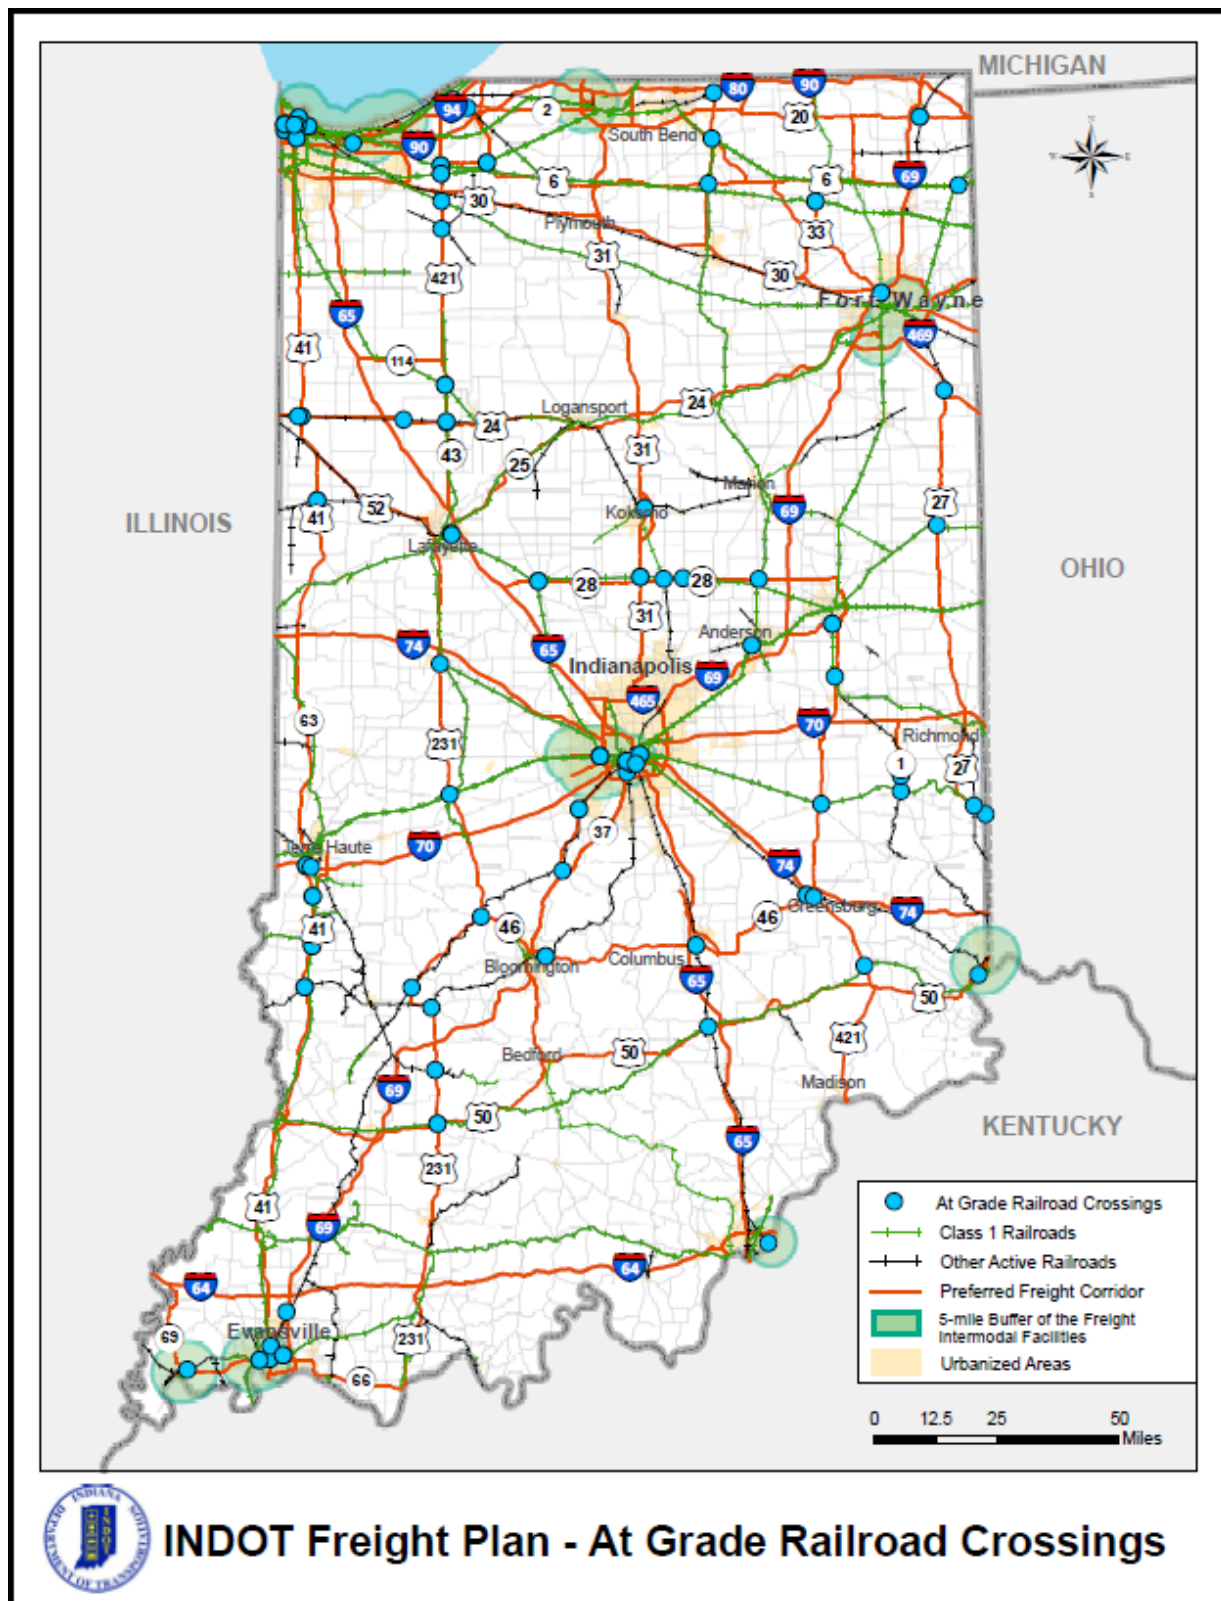 MICHIGAN
80
90
94
2
20
South Bend
90
6
6
69
30
Plymouth
33
31
30
421
Fort Wayne
65
469
41
114
24
Logansport
24
43
25
31
Marion
27
52
41
Kokomo
69
ILLINOIS
Lafayette
OHIO
28
28
31
Anderson
74
65
Indianapolis
69
465
63
70
Richmond
231
1
27
37
Terre Haute
70
74
Greensburg
74
46
46
41
Bloomington
Columbus
65
50
421
Bedford
50
Madison
69
50
65
KENTUCKY
231
41
69
64
64
69
Evansville
231
66
At Grade Railroad Crossings
Class 1 Railroads
Other Active Railroads
Preferred Freight Corridor
5-mile Buffer of the Freight
Intermodal Facilities
Urbanized Areas
0 12.5 25 50
Miles
INDIANA
DEPARTMENT OF TRANSPORTATION
INDOT
INDOT Freight Plan - At Grade Railroad Crossings